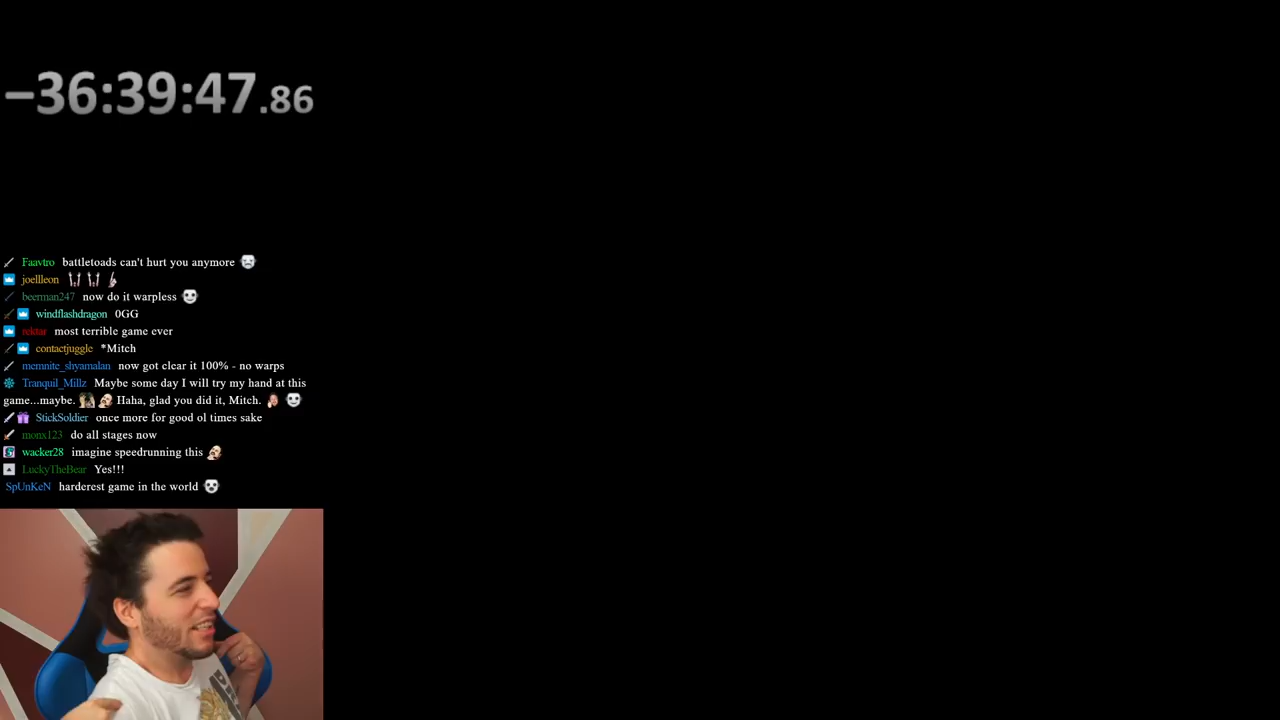 −36:39:47.86
Faavtro battletoads can't hurt you anymore
joellleon
beerman247 now do it warpless
windflashdragon 0GG
rektar most terrible game ever
contactjuggle *Mitch
memnite_shyamalan now got clear it 100% - no warps
Tranquil_Millz Maybe some day I will try my hand at this
game...maybe. Haha, glad you did it, Mitch.
StickSoldier once more for good ol times sake
monx123 do all stages now
wacker28 imagine speedrunning this
LuckyTheBear Yes!!!
SpUnKeN harderest game in the world